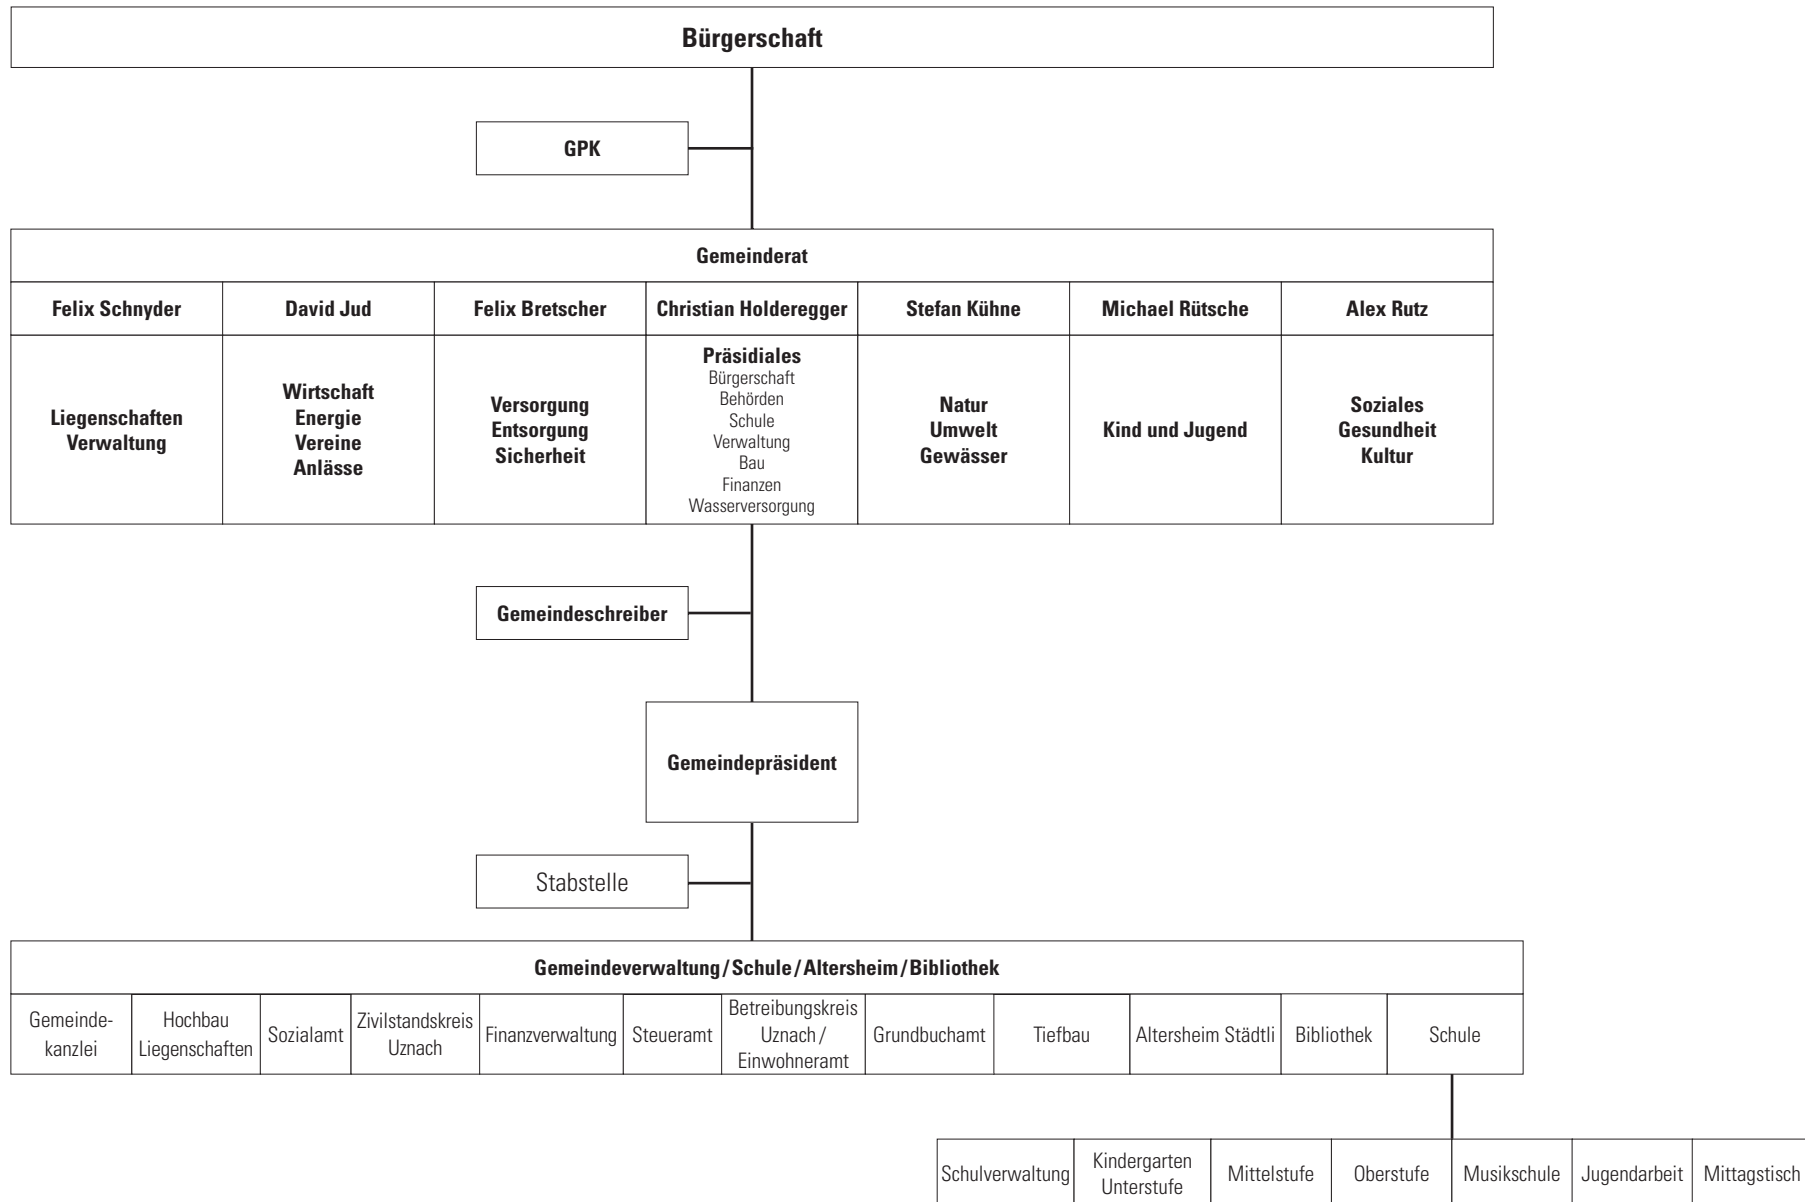 Bürgerschaft
GPK
Gemeinderat
Felix Schnyder
David Jud
Felix Bretscher
Christian Holderegger
Stefan Kühne
Michael Rütsche
Alex Rutz
Liegenschaften
Verwaltung
Wirtschaft
Energie
Vereine
Anlässe
Versorgung
Entsorgung
Sicherheit
Präsidiales
Bürgerschaft
Behörden
Schule
Verwaltung
Bau
Finanzen
Wasserversorgung
Natur
Umwelt
Gewässer
Kind und Jugend
Soziales
Gesundheit
Kultur
Gemeindeschreiber
Gemeindepräsident
Stabstelle
Gemeindeverwaltung/Schule/Altersheim/Bibliothek
Gemeinde-
kanzlei
Hochbau
Liegenschaften
Sozialamt
Zivilstandskreis
Uznach
Finanzverwaltung
Steueramt
Betreibungskreis
Uznach/
Einwohneramt
Grundbuchamt
Tiefbau
Altersheim Städtli
Bibliothek
Schule
Schulverwaltung
Kindergarten
Unterstufe
Mittelstufe
Oberstufe
Musikschule
Jugendarbeit
Mittagstisch